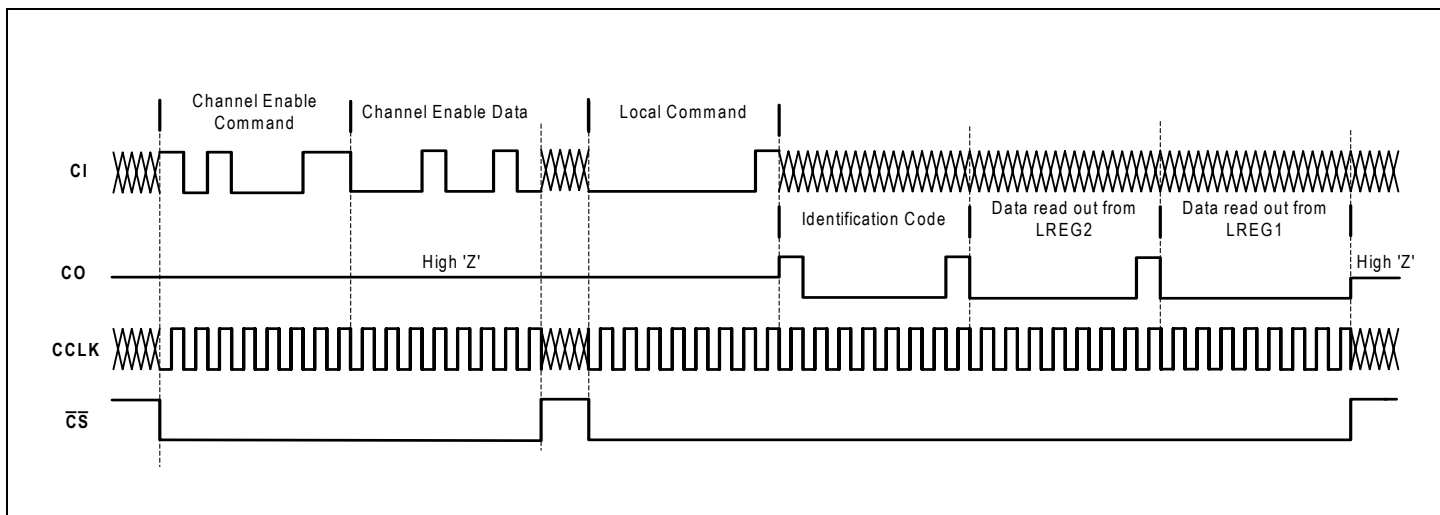 Channel Enable
Command
Channel Enable Data
Local Command
CI
Identification Code
Data read out from
LREG2
Data read out from
LREG1
CO
High 'Z'
High 'Z'
CCLK
CS